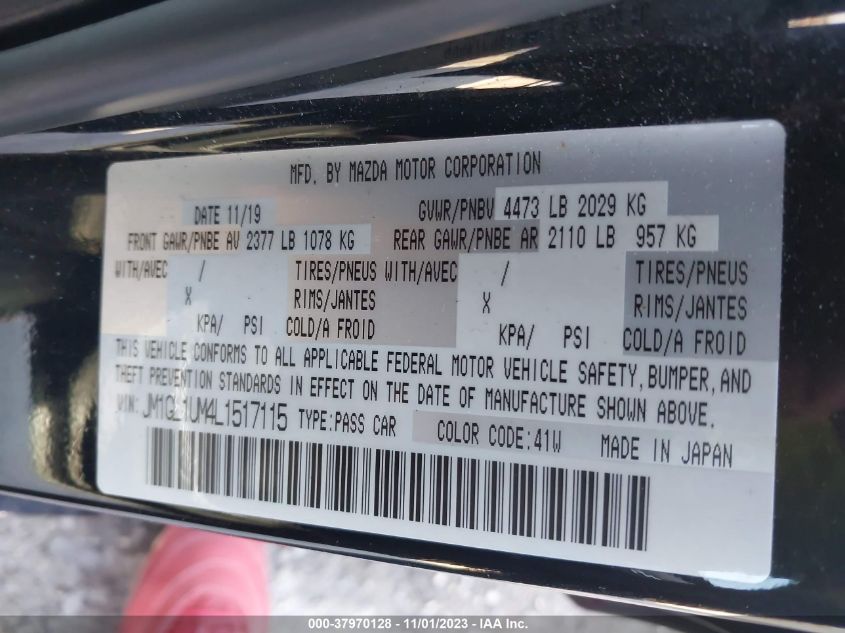 MFD. BY MAZDA MOTOR CORPORATION
DATE 11/19 GVWR/PNBV 4473 LB 2029 KG
FRONT GAWR/PNBE AV 2377 LB 1078 KG REAR GAWR/PNBE AR 2110 LB 957 KG
WITH/AVEC / TIRES/PNEUS WITH/AVEC / TIRES/PNEUS
X RIMS/JANTES X RIMS/JANTES
KPA/ PSI COLD/A FROID KPA/ PSI COLD/A FROID
THIS VEHICLE CONFORMS TO ALL APPLICABLE FEDERAL MOTOR VEHICLE SAFETY, BUMPER, AND
THEFT PREVENTION STANDARDS IN EFFECT ON THE DATE OF MANUFACTURE SHOWN ABOVE.
VIN: JM1GL1UM4L1517115 TYPE:PASS CAR COLOR CODE:41W MADE IN JAPAN
000-37970128 - 11/01/2023 - IAA Inc.